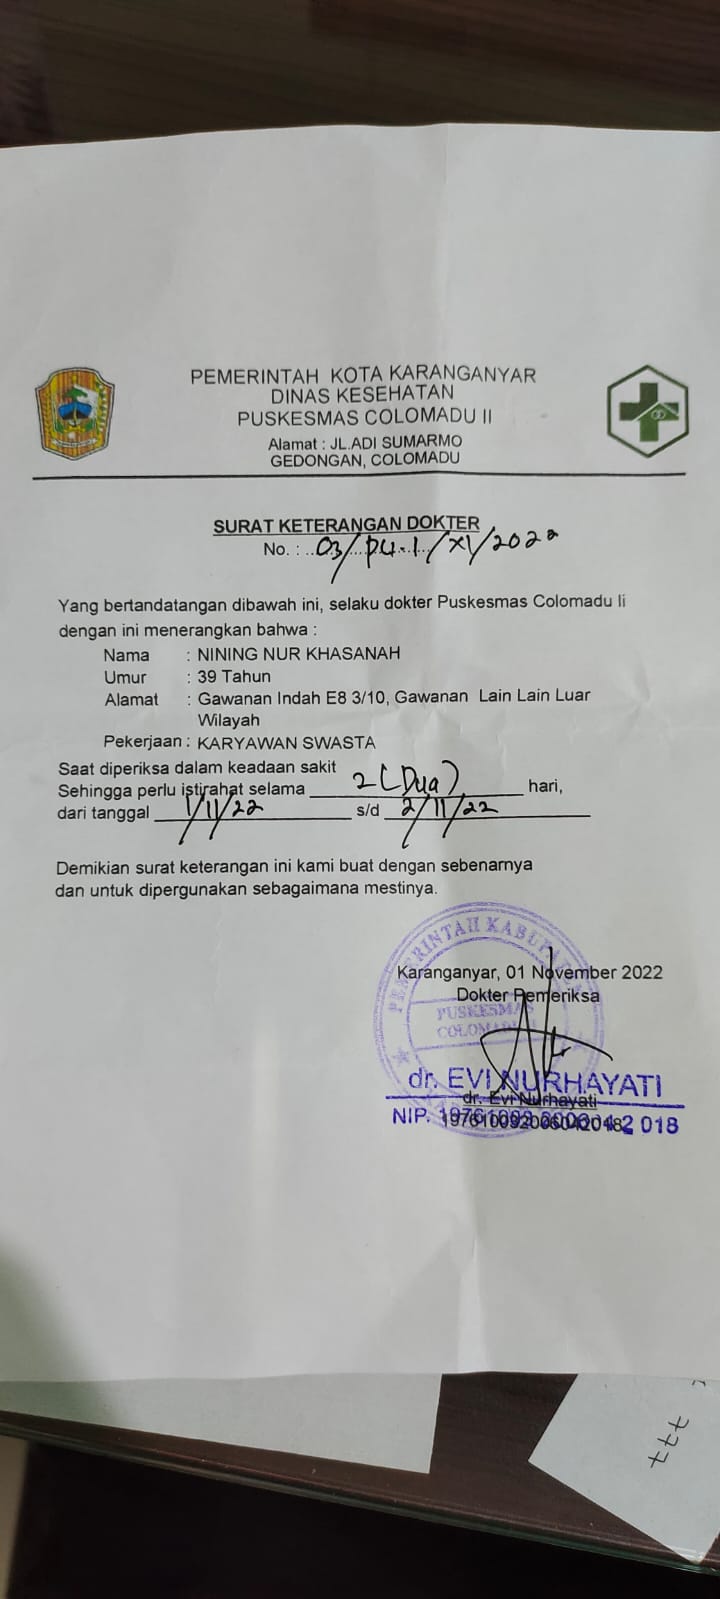 PEMERINTAH KOTA KARANGANYAR
DINAS KESEHATAN
PUSKESMAS COLOMADU II
Alamat : JL.ADI SUMARMO
GEDONGAN, COLOMADU
SURAT KETERANGAN DOKTER
No. : 03/P4.1/XI/2022
Yang bertandatangan dibawah ini, selaku dokter Puskesmas Colomadu Ii
dengan ini menerangkan bahwa :
Nama : NINING NUR KHASANAH
Umur : 39 Tahun
Alamat : Gawanan Indah E8 3/10, Gawanan Lain Lain Luar
Wilayah
Pekerjaan : KARYAWAN SWASTA
Saat diperiksa dalam keadaan sakit
Sehingga perlu istirahat selama 2 (Dua) hari,
dari tanggal 1/11/22 s/d 2/11/22
Demikian surat keterangan ini kami buat dengan sebenarnya
dan untuk dipergunakan sebagaimana mestinya.
PEMERINTAH KABUPATEN
Karanganyar, 01 November 2022
Dokter Pemeriksa
PUSKESMAS
COLOMADU
dr. EVI NURHAYATI
dr. Evi Nurhayati
NIP. 2 018